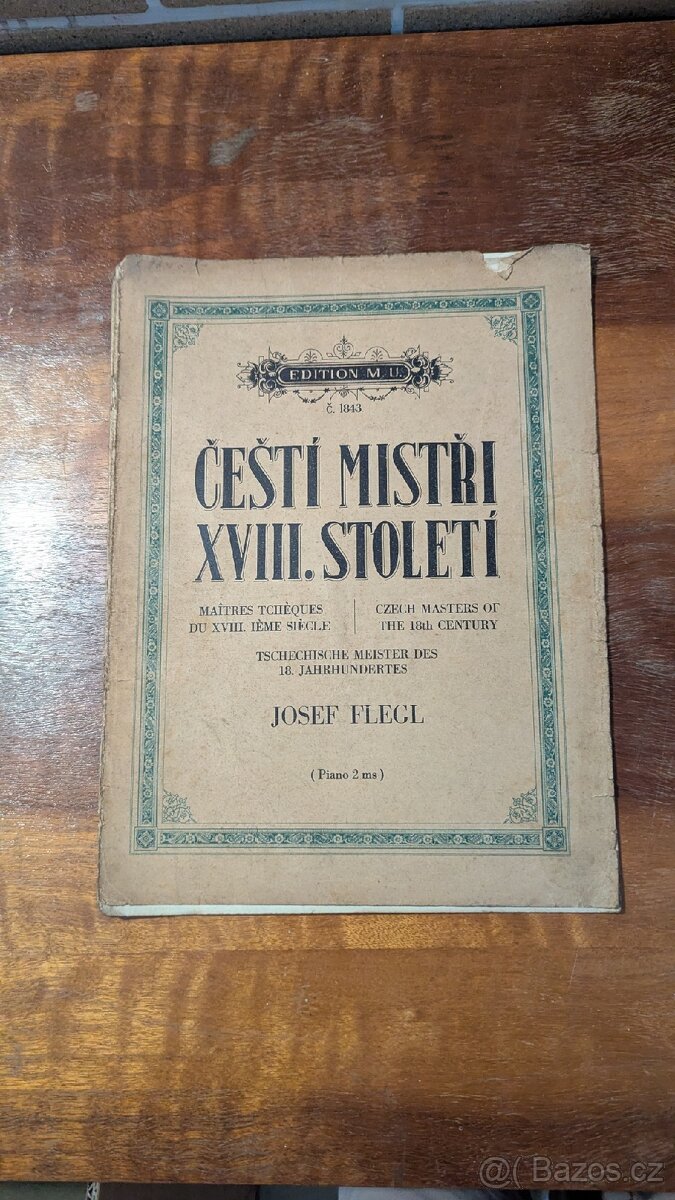 EDITION M. U.
Č. 1843
ČEŠTÍ MISTŘI
XVIII. STOLETÍ
MAÎTRES TCHÈQUES
DU XVIII. IÈME SIÈCLE
CZECH MASTERS OF
THE 18th CENTURY
TSCHECHISCHE MEISTER DES
18. JAHRHUNDERTES
JOSEF FLEGL
( Piano 2 ms )
@( Bazos.cz